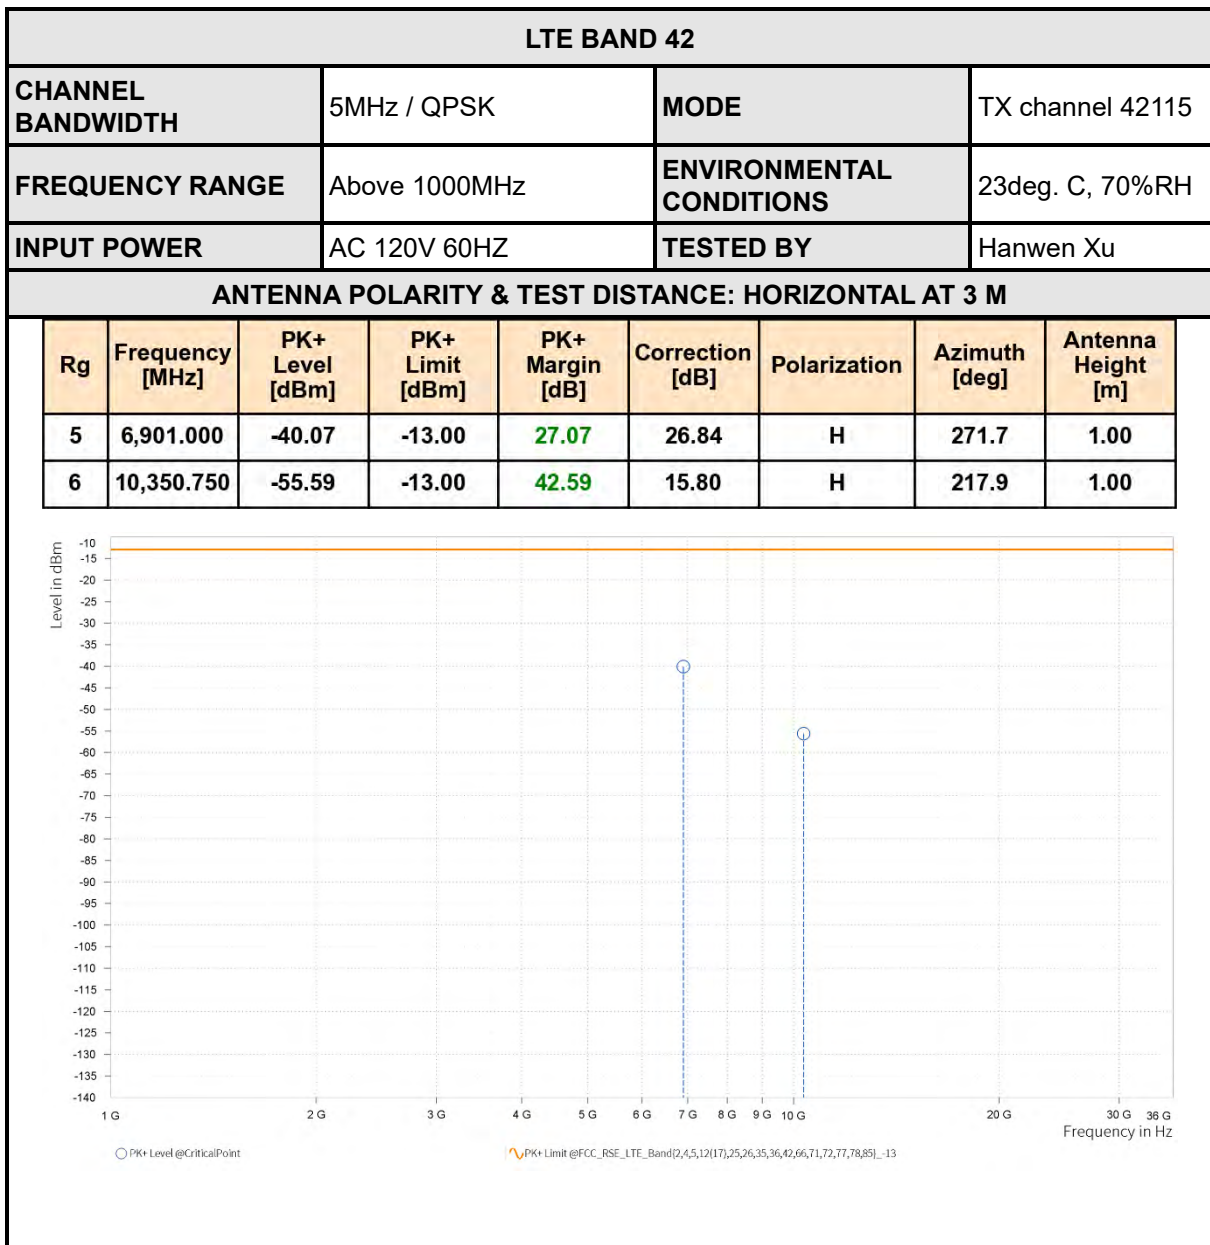 LTE BAND 42
CHANNEL BANDWIDTH 5MHz / QPSK MODE TX channel 42115
FREQUENCY RANGE Above 1000MHz ENVIRONMENTAL CONDITIONS 23deg. C, 70%RH
INPUT POWER AC 120V 60HZ TESTED BY Hanwen Xu
ANTENNA POLARITY & TEST DISTANCE: HORIZONTAL AT 3 M
Rg Frequency [MHz] PK+ Level [dBm] PK+ Limit [dBm] PK+ Margin [dB] Correction [dB] Polarization Azimuth [deg] Antenna Height [m]
5 6,901.000 -40.07 -13.00 27.07 26.84 H 271.7 1.00
6 10,350.750 -55.59 -13.00 42.59 15.80 H 217.9 1.00
Level in dBm
-10
-15
-20
-25
-30
-35
-40
-45
-50
-55
-60
-65
-70
-75
-80
-85
-90
-95
-100
-105
-110
-115
-120
-125
-130
-135
-140
1 G 2 G 3 G 4 G 5 G 6 G 7 G 8 G 9 G 10 G 20 G 30 G 36 G
Frequency in Hz
PK+ Level @CriticalPoint PK+ Limit @FCC_RSE_LTE_Band(2,4,5,12(17),25,26,35,36,42,66,71,72,77,78,85)_-13